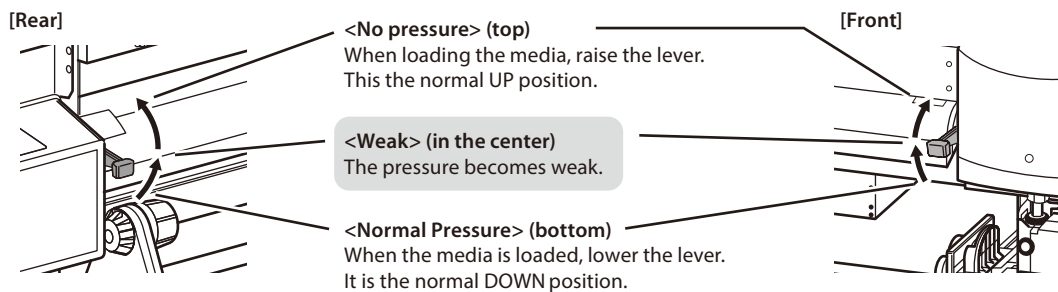 [Rear]
[Front]
<No pressure> (top)
When loading the media, raise the lever.
This the normal UP position.
<Weak> (in the center)
The pressure becomes weak.
<Normal Pressure> (bottom)
When the media is loaded, lower the lever.
It is the normal DOWN position.